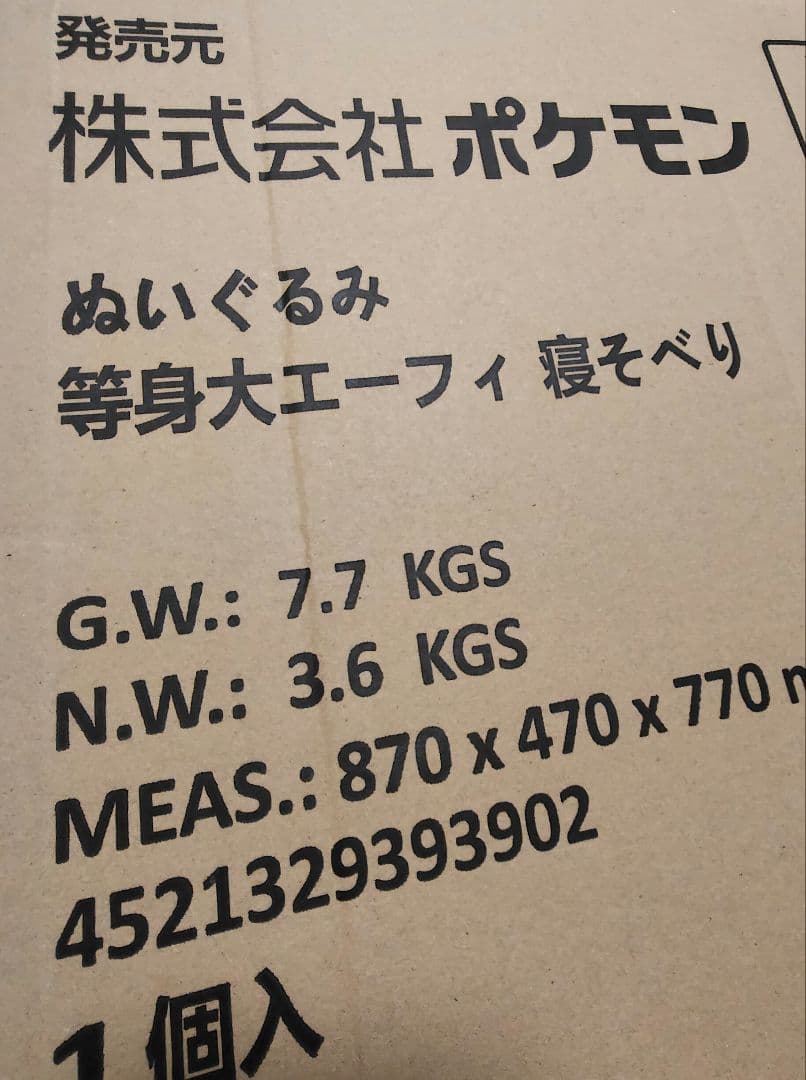 発売元
株式会社ポケモン
ぬいぐるみ
等身大エーフィ 寝そべり
G.W.: 7.7 KGS
N.W.: 3.6 KGS
MEAS.: 870 x 470 x 770
4521329393902
1個入